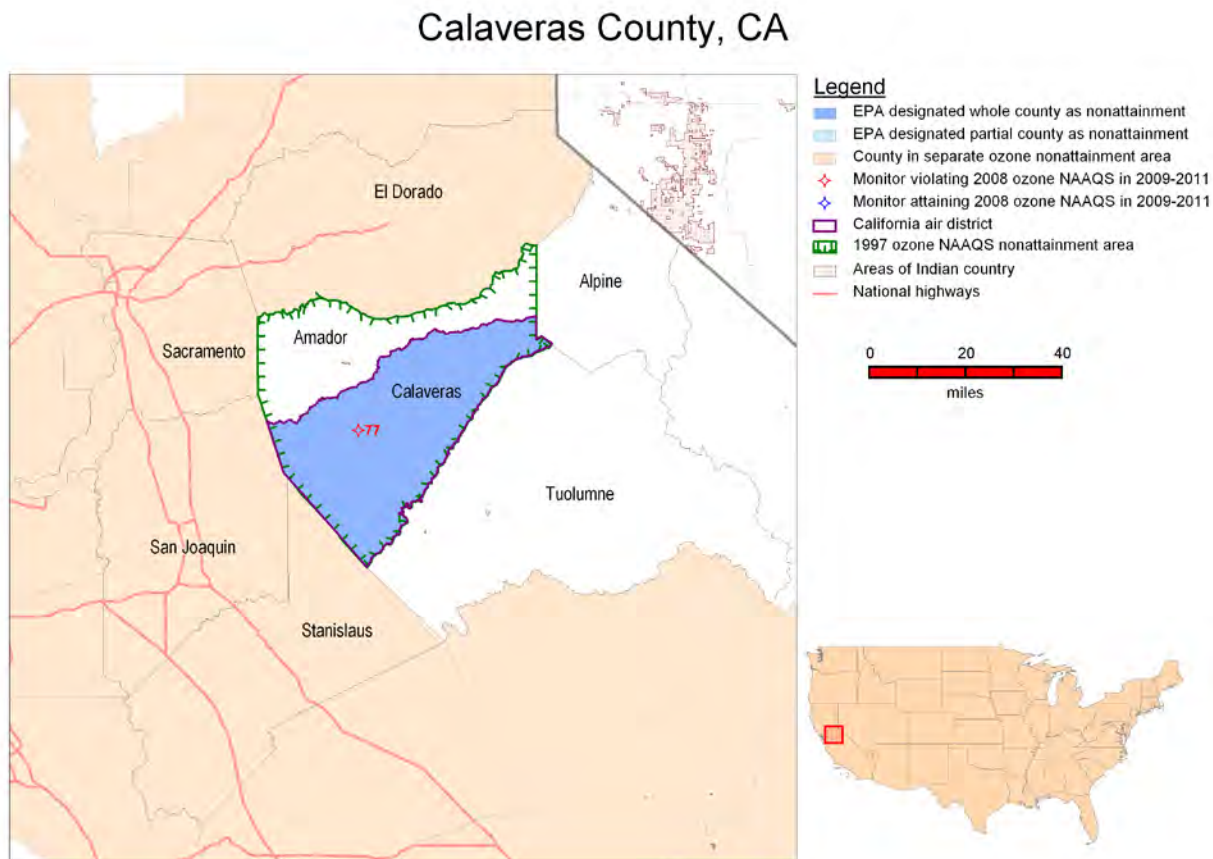 Calaveras County, CA
Legend
EPA designated whole county as nonattainment
EPA designated partial county as nonattainment
County in separate ozone nonattainment area
Monitor violating 2008 ozone NAAQS in 2009-2011
Monitor attaining 2008 ozone NAAQS in 2009-2011
California air district
1997 ozone NAAQS nonattainment area
Areas of Indian country
National highways
0 20 40
miles
El Dorado
Alpine
Amador
Sacramento
Calaveras
77
Tuolumne
San Joaquin
Stanislaus